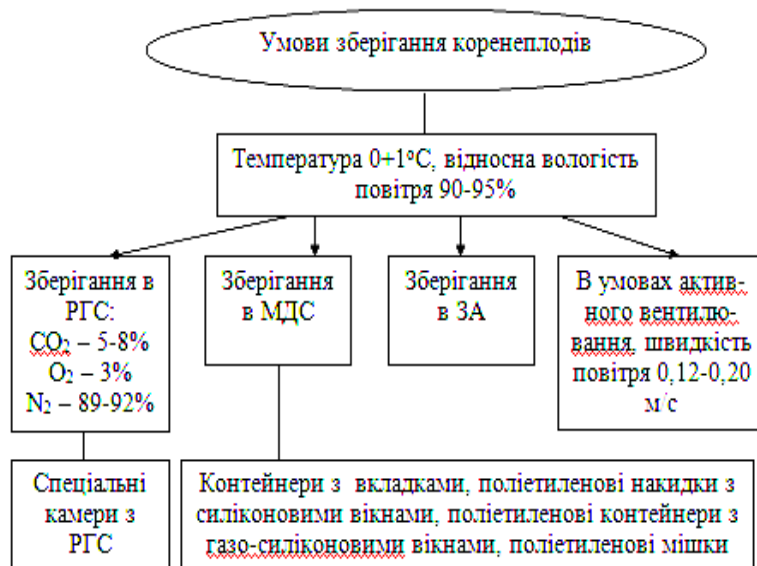 Умови зберігання коренеплодів
Температура 0+1°С, відносна вологість
повітря 90-95%
Зберігання в
РГС:
CO₂ – 5-8%
O₂ – 3%
N₂ – 89-92%
Зберігання
в МДС
Зберігання
в ЗА
В умовах актив-
ного вентилю-
вання, швидкість
повітря 0,12-0,20
м/с
Спеціальні
камери з
РГС
Контейнери з вкладками, поліетиленові накидки з
силіконовими вікнами, поліетиленові контейнери з
газо-силіконовими вікнами, поліетиленові мішки